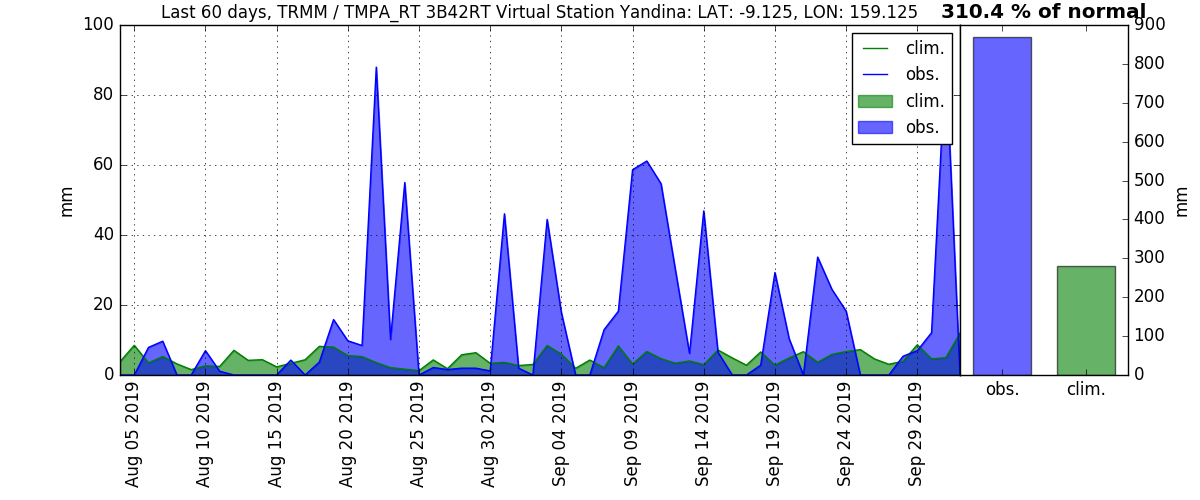 Last 60 days, TRMM / TMPA_RT 3B42RT Virtual Station Yandina: LAT: -9.125, LON: 159.125
310.4 % of normal
100
80
60
40
20
0
mm
clim.
obs.
clim.
obs.
900
800
700
600
500
400
300
200
100
0
mm
Aug 05 2019
Aug 10 2019
Aug 15 2019
Aug 20 2019
Aug 25 2019
Aug 30 2019
Sep 04 2019
Sep 09 2019
Sep 14 2019
Sep 19 2019
Sep 24 2019
Sep 29 2019
obs.
clim.